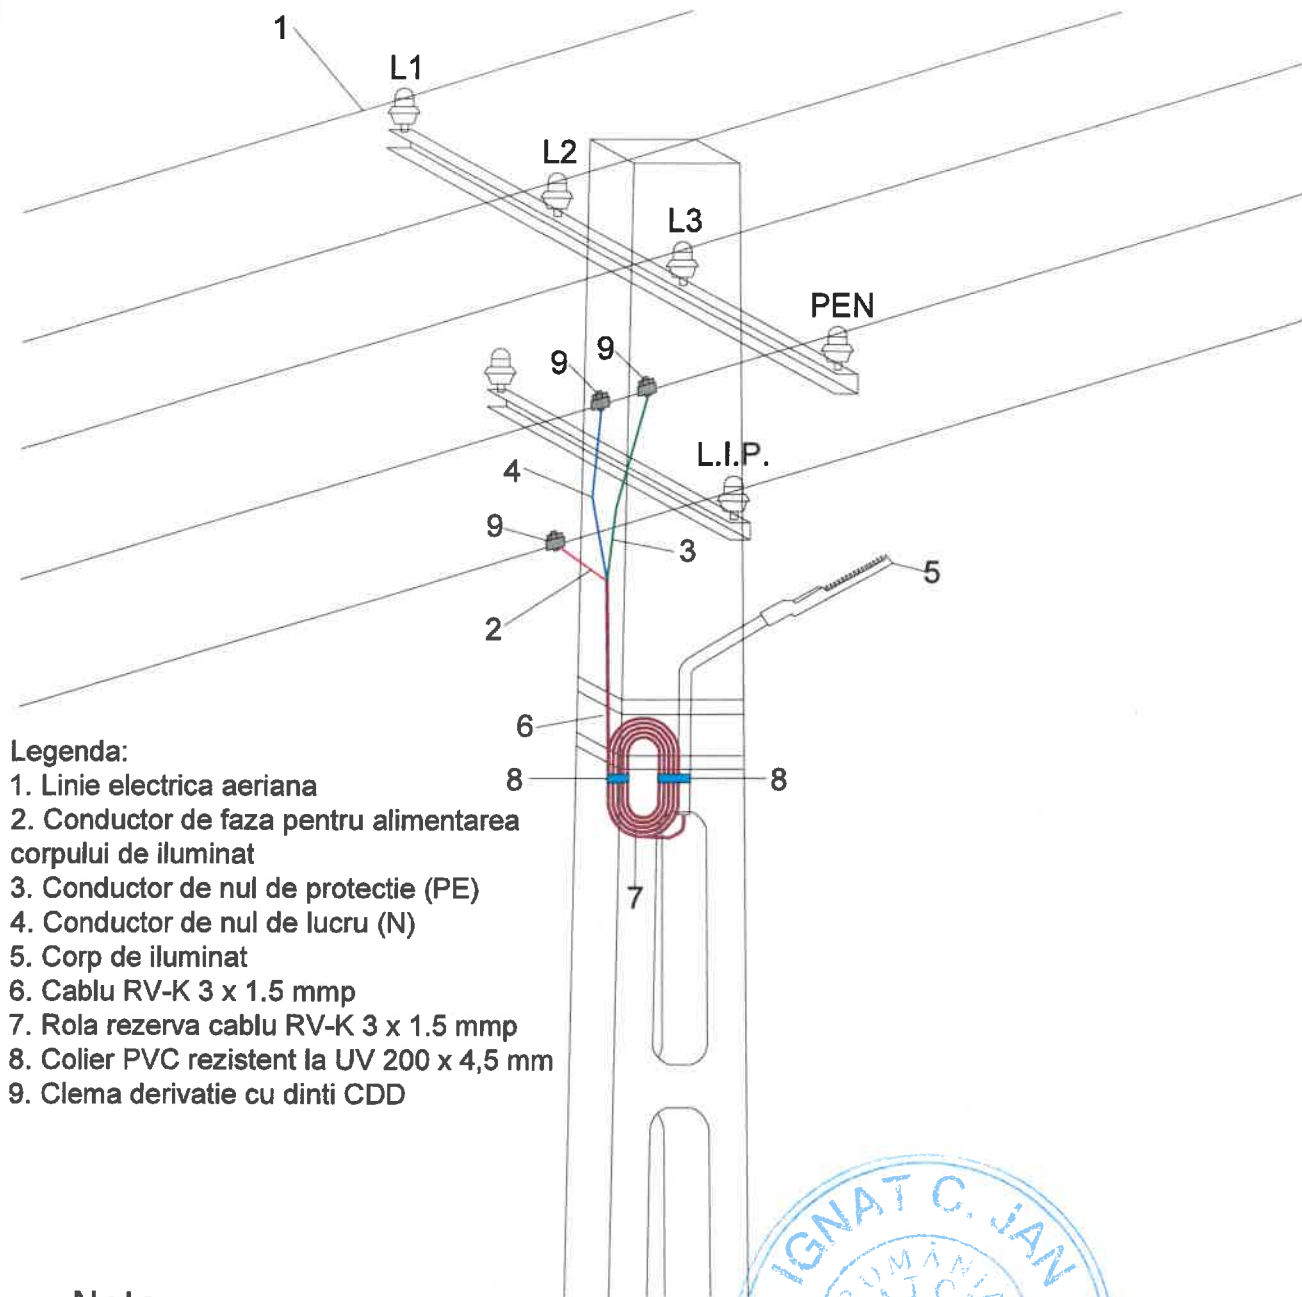 1
L1
L2
L3
PEN
9
9
L.I.P.
4
9
3
5
2
6
8
8
7
Legenda:
1. Linie electrica aeriana
2. Conductor de faza pentru alimentarea
corpului de iluminat
3. Conductor de nul de protectie (PE)
4. Conductor de nul de lucru (N)
5. Corp de iluminat
6. Cablu RV-K 3 x 1.5 mmp
7. Rola rezerva cablu RV-K 3 x 1.5 mmp
8. Colier PVC rezistent la UV 200 x 4,5 mm
9. Clema derivatie cu dinti CDD
IGNAT C. JAN
ROMÂNIA